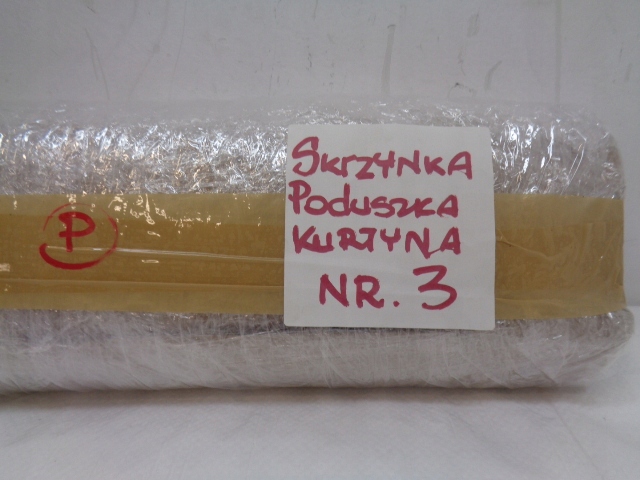 P
SKRZYNKA
PODUSZKA
KURTYNA
NR. 3